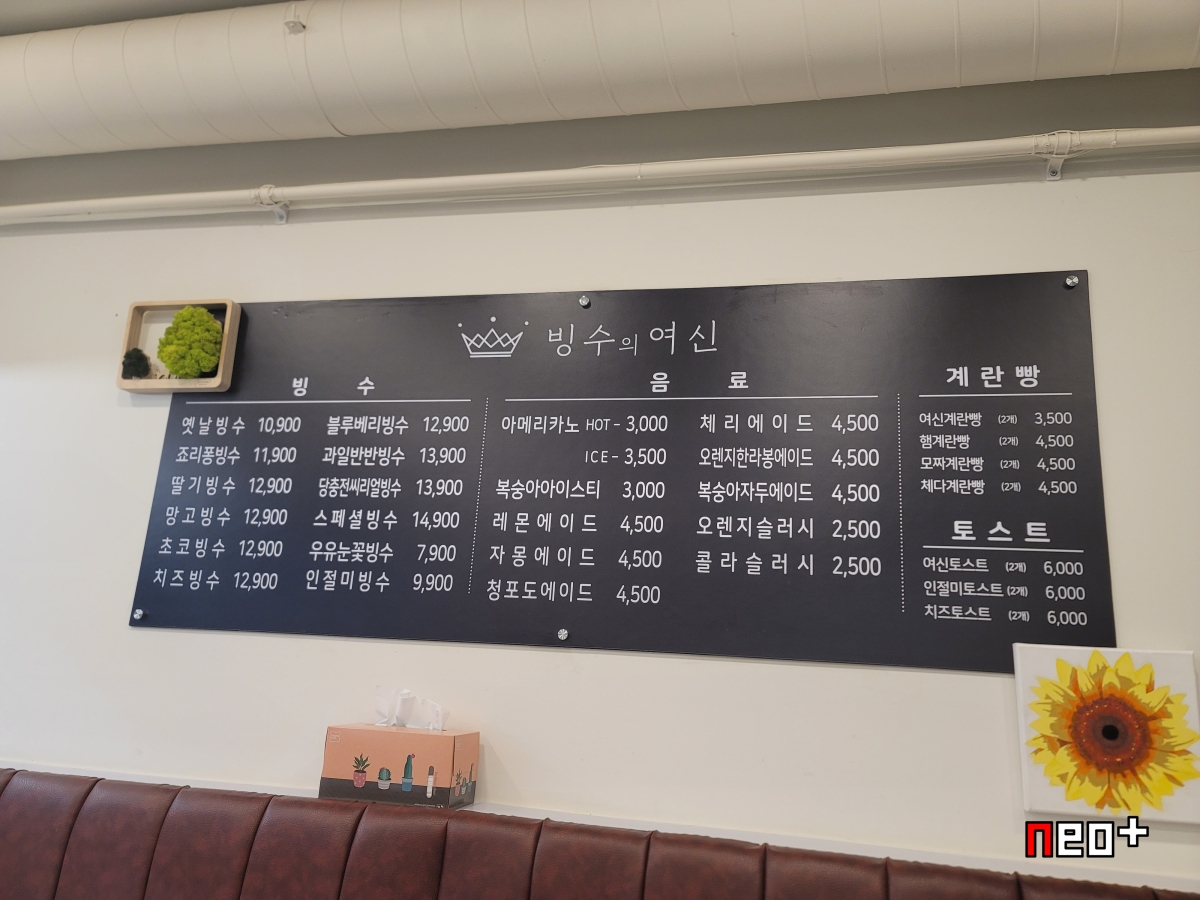 빙수의여신
빙 수
옛날빙수 10,900
죠리퐁빙수 11,900
딸기빙수 12,900
망고빙수 12,900
초코빙수 12,900
치즈빙수 12,900
블루베리빙수 12,900
과일반반빙수 13,900
당충전씨리얼빙수 13,900
스페셜빙수 14,900
우유눈꽃빙수 7,900
인절미빙수 9,900
음 료
아메리카노 HOT - 3,000
ICE - 3,500
복숭아아이스티 3,000
레몬에이드 4,500
자몽에이드 4,500
청포도에이드 4,500
체리에이드 4,500
오렌지한라봉에이드 4,500
복숭아자두에이드 4,500
오렌지슬러시 2,500
콜라슬러시 2,500
계란빵
여신계란빵 (2개) 3,500
햄계란빵 (2개) 4,500
모짜계란빵 (2개) 4,500
체다계란빵 (2개) 4,500
토스트
여신토스트 (2개) 6,000
인절미토스트 (2개) 6,000
치즈토스트 (2개) 6,000
neo+